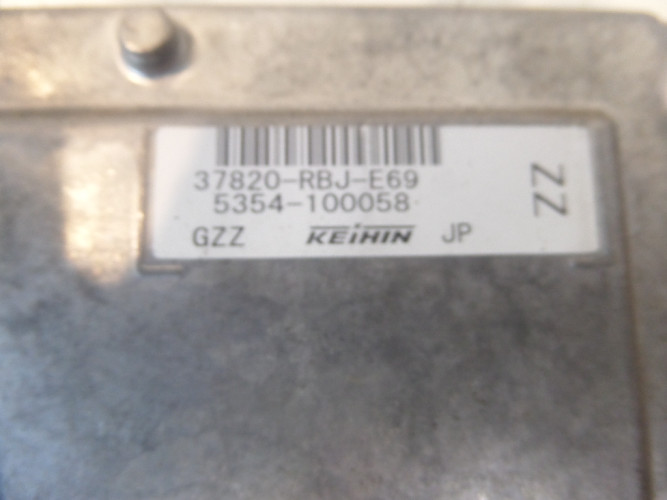 37820-RBJ-E69
5354-100058
GZZ KEIHIN JP
ZZ